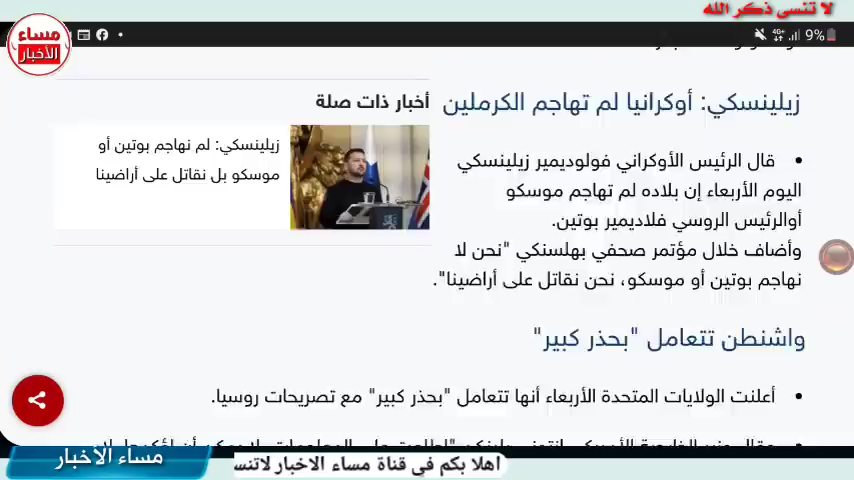 لا تنسى ذكر الله
مساء
الأخبار
4G+
9%
زيلينسكي: أوكرانيا لم تهاجم الكرملين
قال الرئيس الأوكراني فولوديمير زيلينسكي
اليوم الأربعاء إن بلاده لم تهاجم موسكو
أوالرئيس الروسي فلاديمير بوتين.
وأضاف خلال مؤتمر صحفي بهلسنكي "نحن لا
نهاجم بوتين أو موسكو، نحن نقاتل على أراضينا".
أخبار ذات صلة
زيلينسكي: لم نهاجم بوتين أو
موسكو بل نقاتل على أراضينا
واشنطن تتعامل "بحذر كبير"
أعلنت الولايات المتحدة الأربعاء أنها تتعامل "بحذر كبير" مع تصريحات روسيا.
مساء الأخبار
اهلا بكم في قناة مساء الاخبار لاتنس